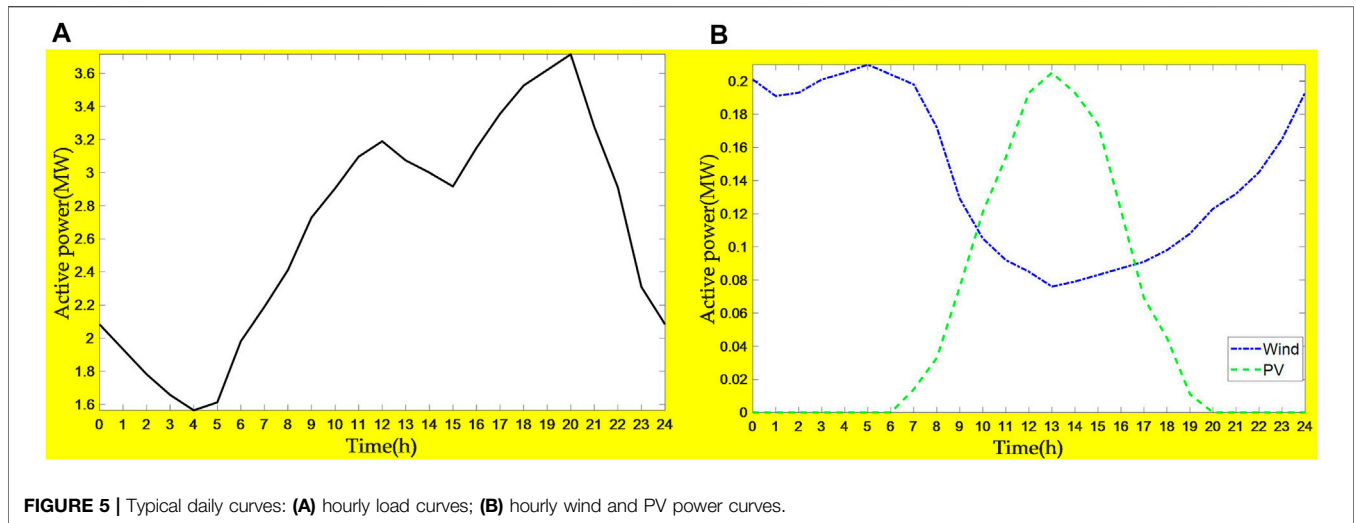 A
B
Active power(MW)
3.6
3.4
3.2
3
2.8
2.6
2.4
2.2
2
1.8
1.6
0 1 2 3 4 5 6 7 8 9 10 11 12 13 14 15 16 17 18 19 20 21 22 23 24
Time(h)
Active power(MW)
0.2
0.18
0.16
0.14
0.12
0.1
0.08
0.06
0.04
0.02
0
Wind
PV
0 1 2 3 4 5 6 7 8 9 10 11 12 13 14 15 16 17 18 19 20 21 22 23 24
Time(h)
FIGURE 5 | Typical daily curves: (A) hourly load curves; (B) hourly wind and PV power curves.